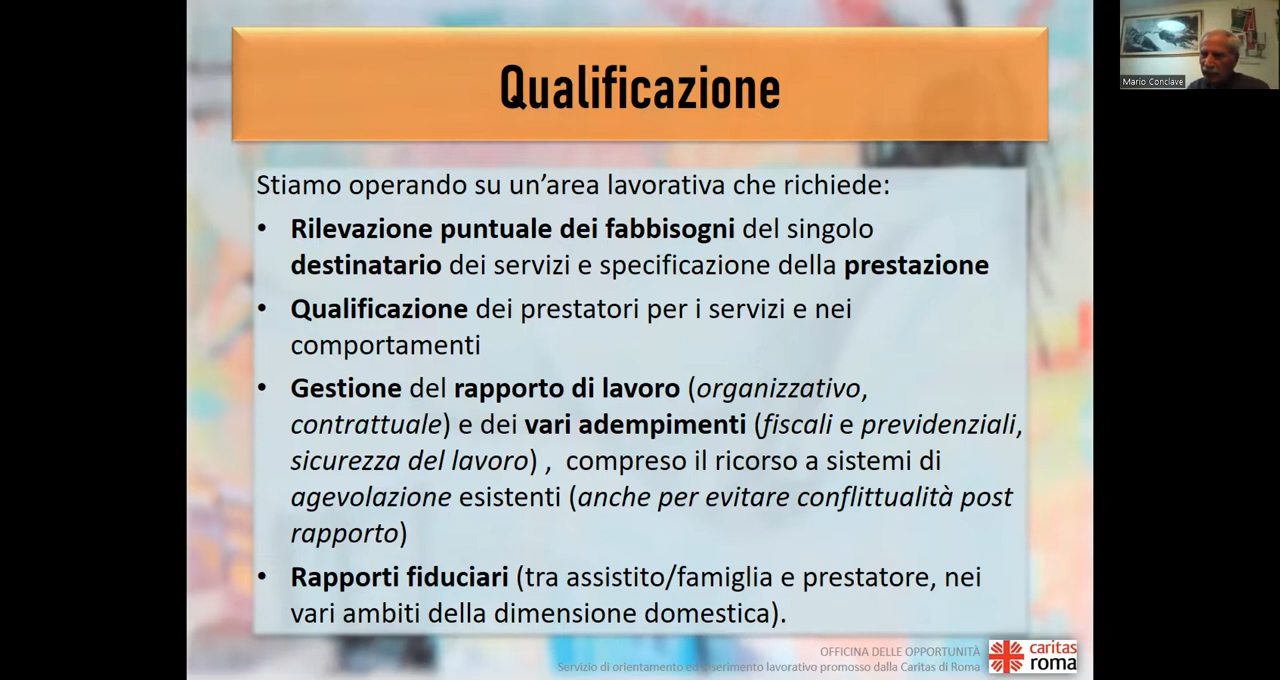 Qualificazione
Mario Conclave
Stiamo operando su un’area lavorativa che richiede:
• Rilevazione puntuale dei fabbisogni del singolo
destinatario dei servizi e specificazione della prestazione
• Qualificazione dei prestatori per i servizi e nei
comportamenti
• Gestione del rapporto di lavoro (organizzativo,
contrattuale) e dei vari adempimenti (fiscali e previdenziali,
sicurezza del lavoro) , compreso il ricorso a sistemi di
agevolazione esistenti (anche per evitare conflittualità post
rapporto)
• Rapporti fiduciari (tra assistito/famiglia e prestatore, nei
vari ambiti della dimensione domestica).
OFFICINA DELLE OPPORTUNITÀ
Servizio di orientamento ed inserimento lavorativo promosso dalla Caritas di Roma
caritas
roma